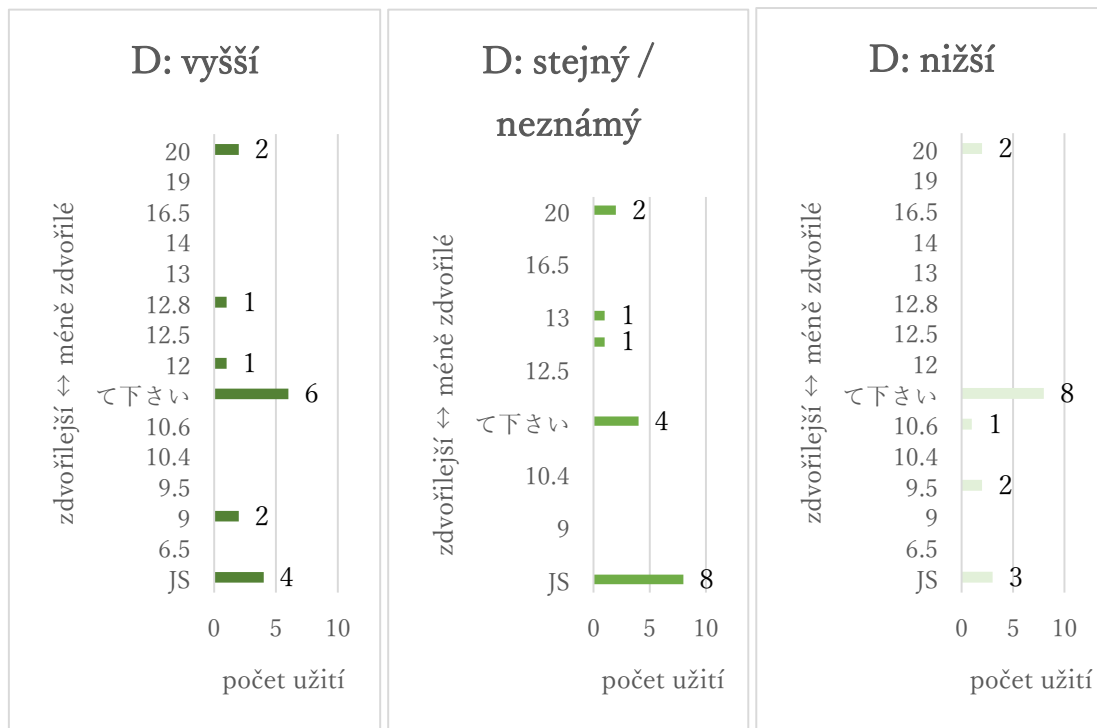 D: vyšší
20
2
19
16.5
14
13
12.8
1
12.5
12
1
て下さい
6
10.6
10.4
9.5
9
2
6.5
JS
4
0 5 10
počet užití
zdvořilejší ↔ méně zdvořilé
D: stejný /
neznámý
20
2
16.5
13
1
1
12.5
て下さい
4
10.4
9
JS
8
0 5 10
počet užití
zdvořilejší ↔ méně zdvořilé
D: nižší
20
2
19
16.5
14
13
12.8
12.5
12
て下さい
8
10.6
1
10.4
9.5
2
9
6.5
JS
3
0 5 10
počet užití
zdvořilejší ↔ méně zdvořilé